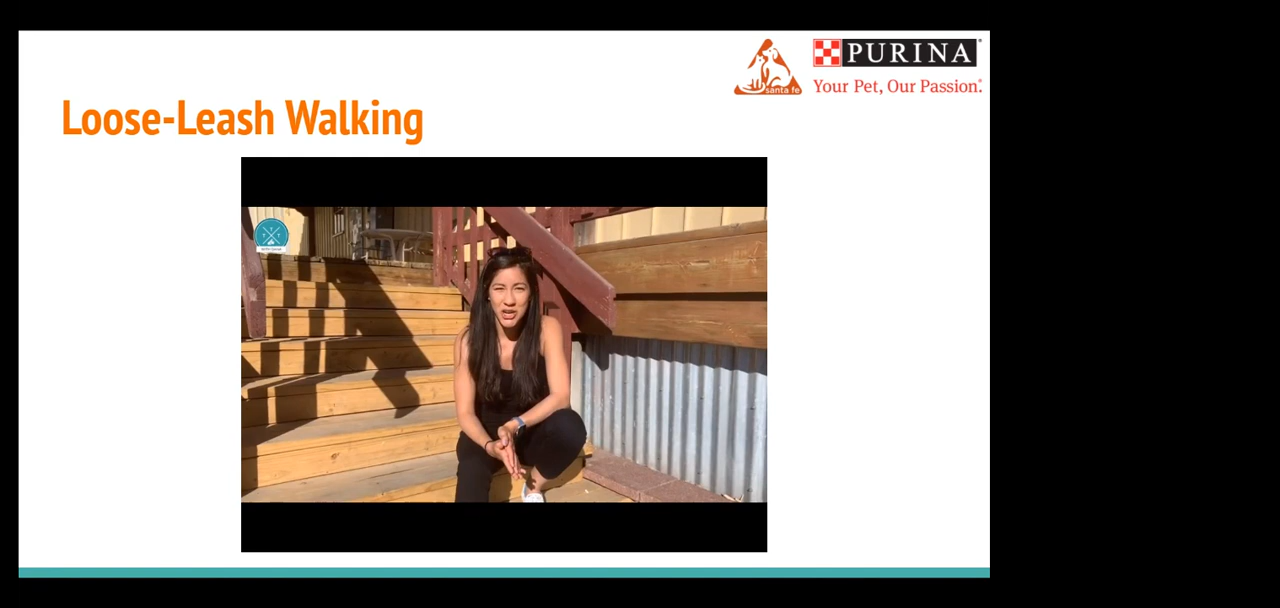 santa fe
PURINA®
Your Pet, Our Passion.®
Loose-Leash Walking
T
T T